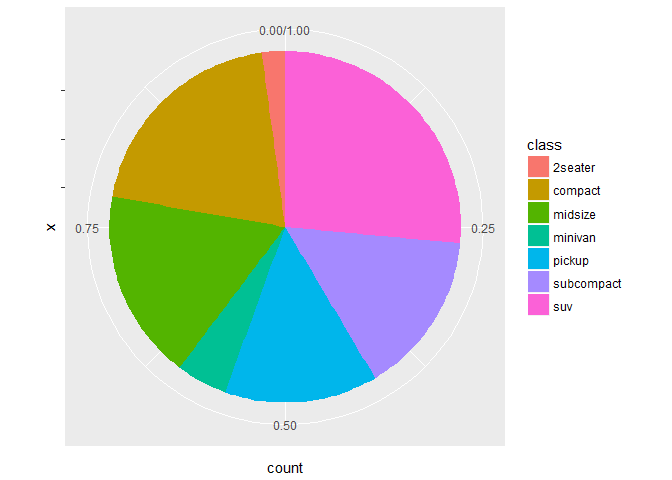 0.00/1.00
0.75
0.25
0.50
x
count
class
2seater
compact
midsize
minivan
pickup
subcompact
suv